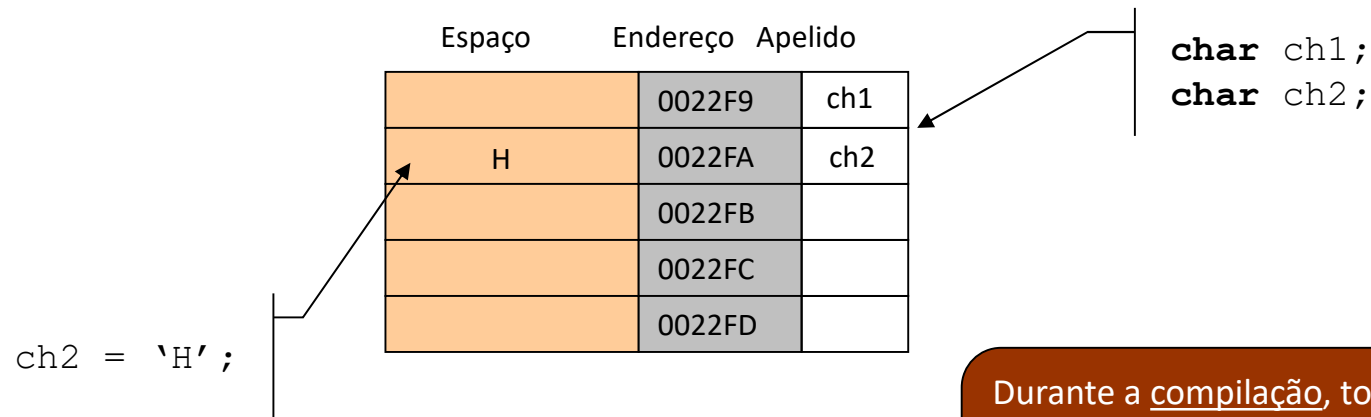 Espaço Endereço Apelido
char ch1;
char ch2;
0022F9 ch1
H 0022FA ch2
0022FB
0022FC
0022FD
ch2 = ‘H’;
Durante a compilação, to